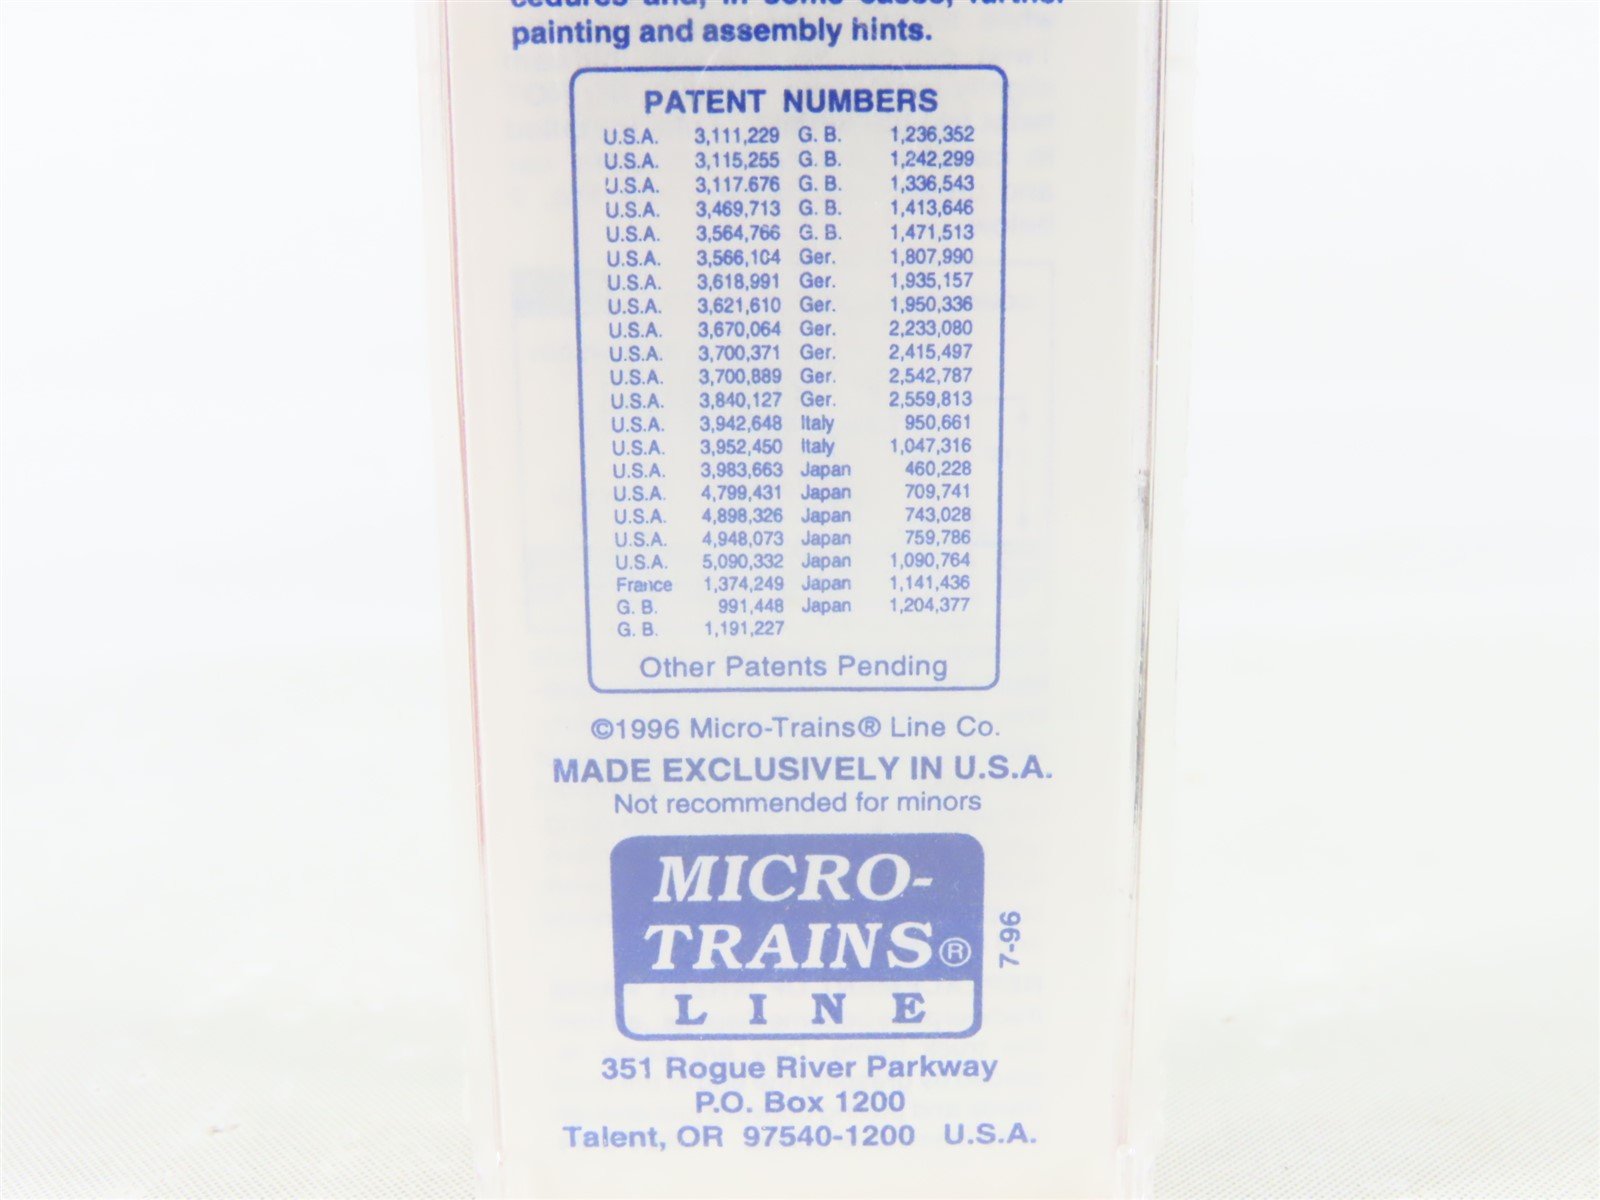 cedures and, in some cases, further
painting and assembly hints.
PATENT NUMBERS
U.S.A. 3,111,229 G. B. 1,236,352
U.S.A. 3,115,255 G. B. 1,242,299
U.S.A. 3,117.676 G. B. 1,336,543
U.S.A. 3,469,713 G. B. 1,413,646
U.S.A. 3,564,766 G. B. 1,471,513
U.S.A. 3,566,104 Ger. 1,807,990
U.S.A. 3,618,991 Ger. 1,935,157
U.S.A. 3,621,610 Ger. 1,950,336
U.S.A. 3,670,064 Ger. 2,233,080
U.S.A. 3,700,371 Ger. 2,415,497
U.S.A. 3,700,889 Ger. 2,542,787
U.S.A. 3,840,127 Ger. 2,559,813
U.S.A. 3,942,648 Italy 950,661
U.S.A. 3,952,450 Italy 1,047,316
U.S.A. 3,983,663 Japan 460,228
U.S.A. 4,799,431 Japan 709,741
U.S.A. 4,898,326 Japan 743,028
U.S.A. 4,948,073 Japan 759,786
U.S.A. 5,090,332 Japan 1,090,764
France 1,374,249 Japan 1,141,436
G. B. 991,448 Japan 1,204,377
G. B. 1,191,227
Other Patents Pending
©1996 Micro-Trains® Line Co.
MADE EXCLUSIVELY IN U.S.A.
Not recommended for minors
MICRO-
TRAINS®
LINE
7-96
351 Rogue River Parkway
P.O. Box 1200
Talent, OR 97540-1200 U.S.A.